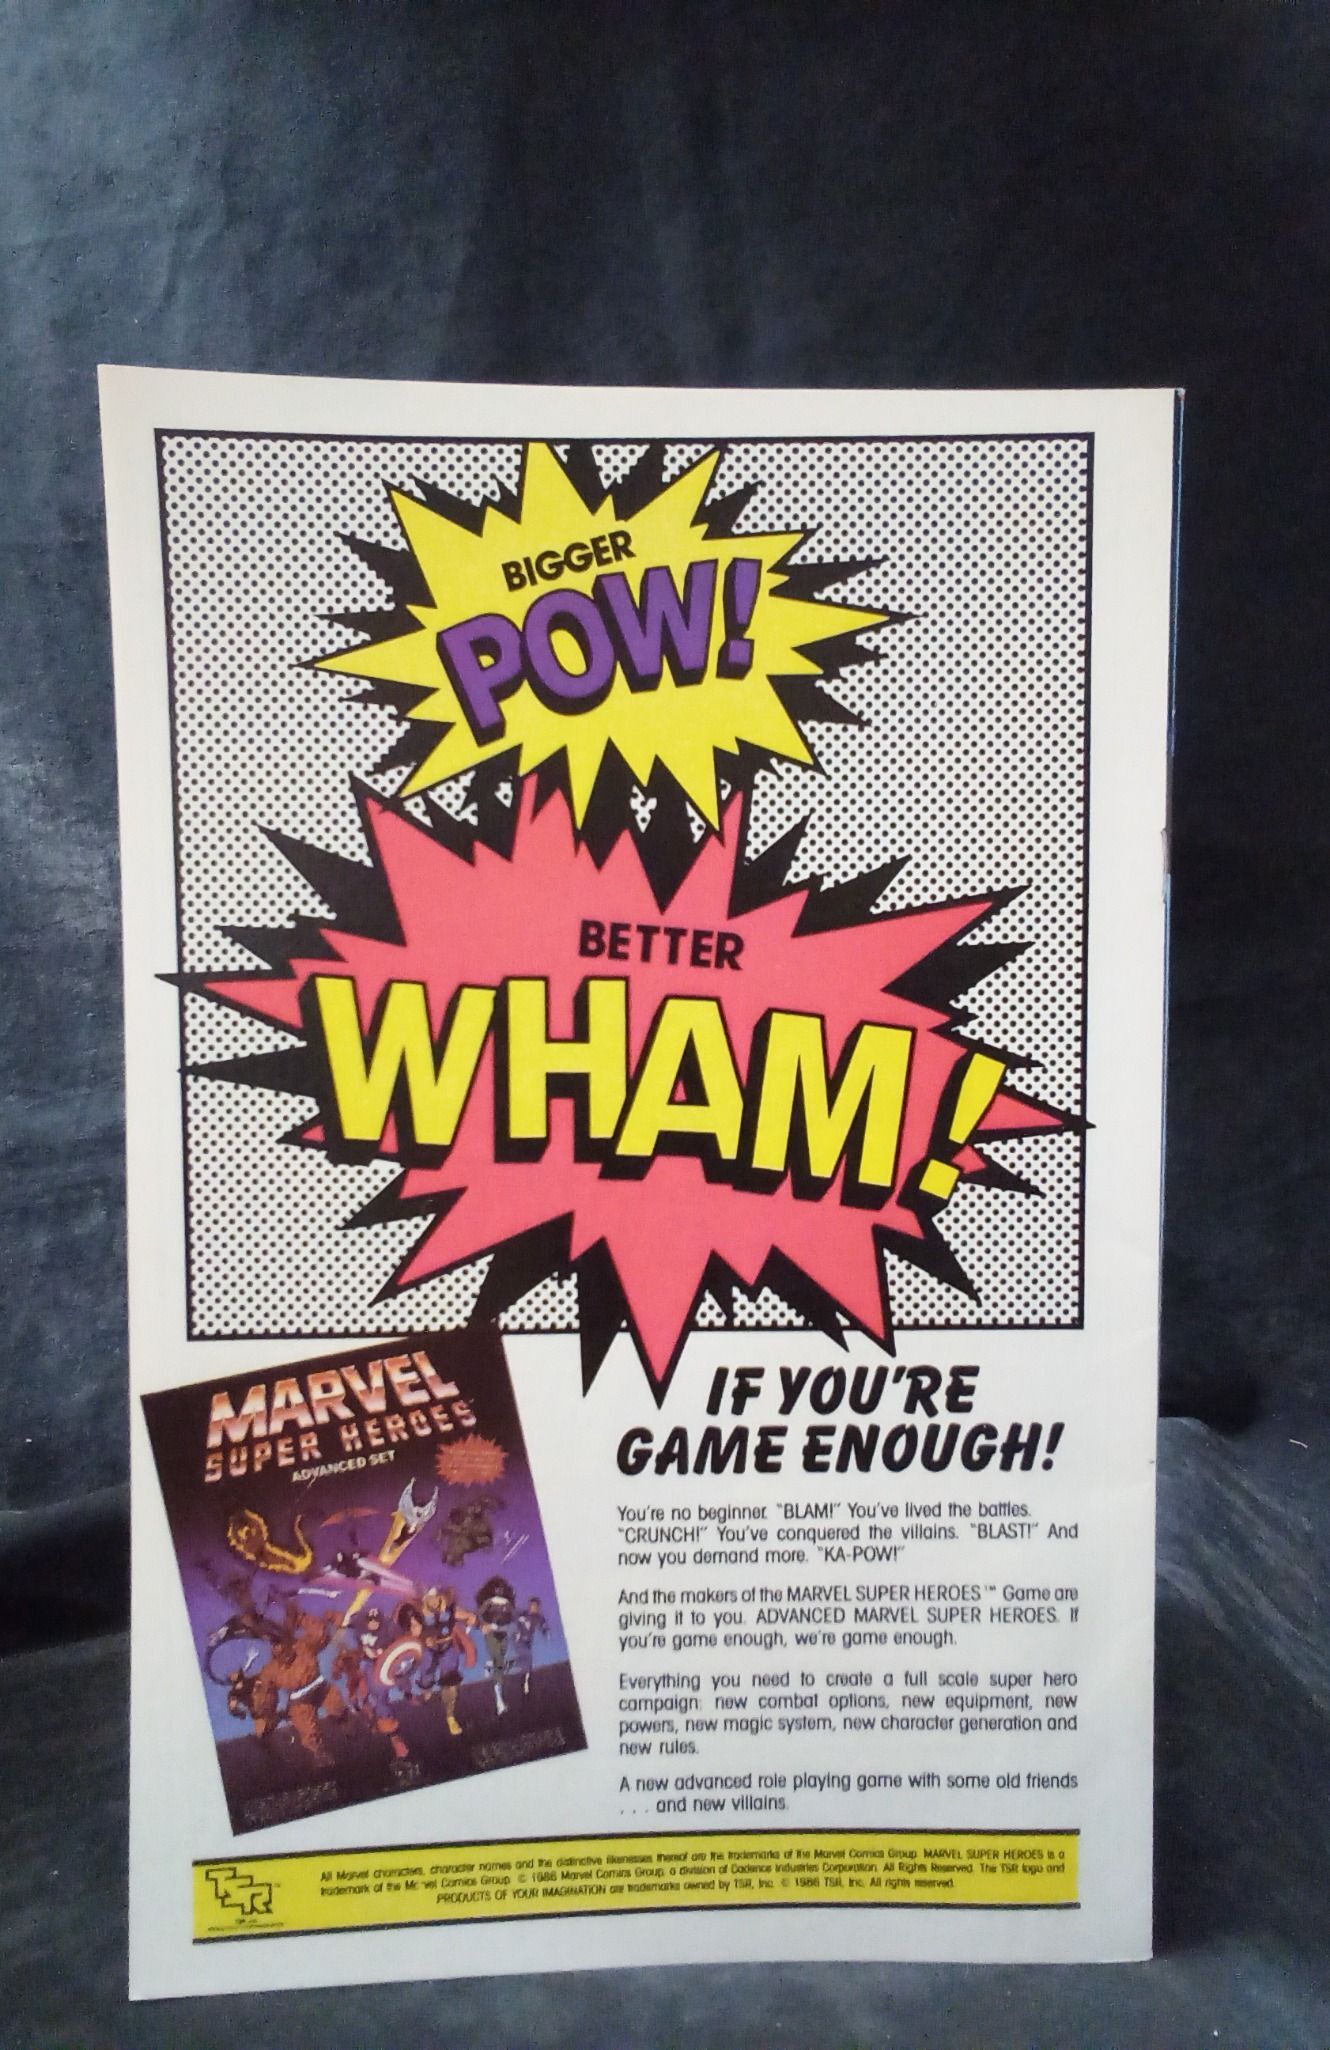 BIGGER
POW!
BETTER
WHAM!
MARVEL
SUPER HEROES
ADVANCED SET
IF YOU'RE
GAME ENOUGH!
You're no beginner. "BLAM!" You've lived the battles.
"CRUNCH!" You've conquered the villains. "BLAST!" And
now you demand more. "KA-POW!"
And the makers of the MARVEL SUPER HEROES™ Game are
giving it to you. ADVANCED MARVEL SUPER HEROES. If
you're game enough, we're game enough.
Everything you need to create a full scale super hero
campaign: new combat options, new equipment, new
powers, new magic system, new character generation and
new rules.
A new advanced role playing game with some old friends
. . . and new villains.
TSR™
All Marvel characters, character names and the distinctive likenesses thereof are the trademarks of the Marvel Comics Group. MARVEL SUPER HEROES is a
trademark of the Marvel Comics Group. © 1986 Marvel Comics Group, a division of Cadence Industries Corporation. All Rights Reserved. The TSR logo and
PRODUCTS OF YOUR IMAGINATION are trademarks owned by TSR, Inc. © 1986 TSR, Inc. All rights reserved.